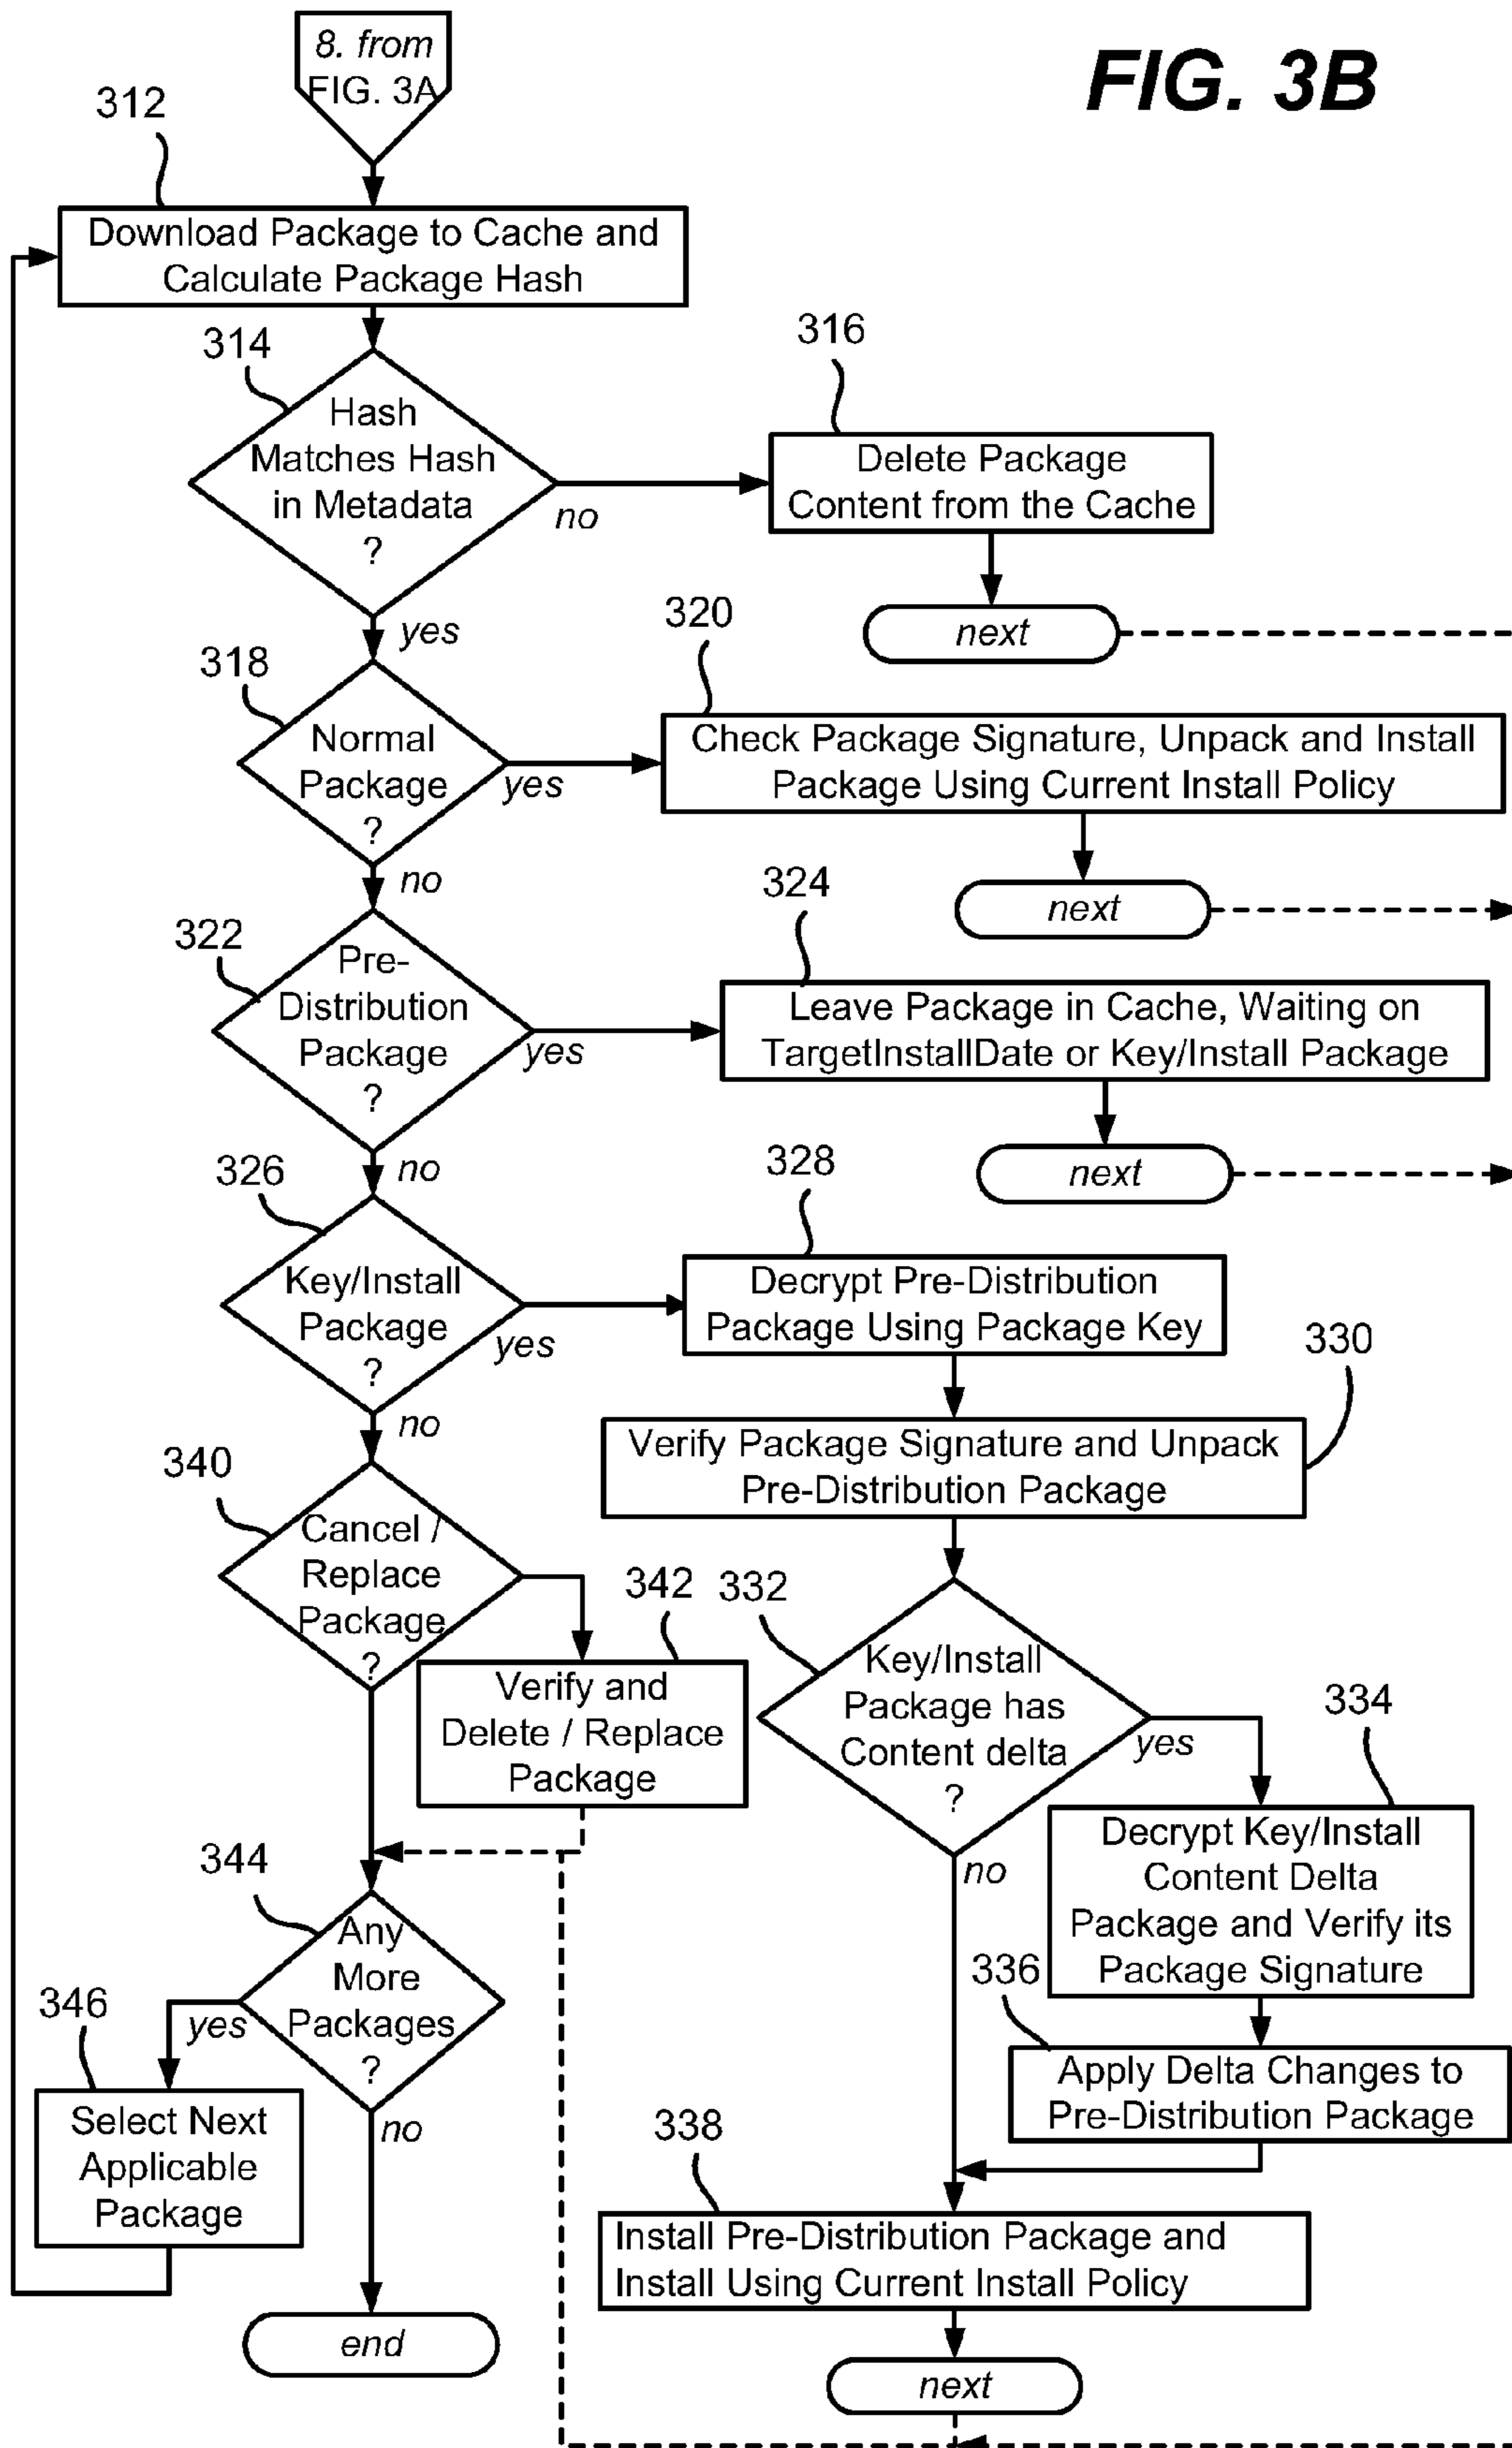 8. from
FIG. 3A
FIG. 3B
312
Download Package to Cache and
Calculate Package Hash
314
Hash
Matches Hash
in Metadata
?
no
yes
316
Delete Package
Content from the Cache
next
318
Normal
Package
?
yes
no
320
Check Package Signature, Unpack and Install
Package Using Current Install Policy
next
322
Pre-
Distribution
Package
?
yes
no
324
Leave Package in Cache, Waiting on
TargetInstallDate or Key/Install Package
next
326
Key/Install
Package
?
yes
no
328
Decrypt Pre-Distribution
Package Using Package Key
330
Verify Package Signature and Unpack
Pre-Distribution Package
340
Cancel /
Replace
Package
?
342
Verify and
Delete / Replace
Package
332
Key/Install
Package has
Content delta
?
yes
no
334
Decrypt Key/Install
Content Delta
Package and Verify its
Package Signature
336
Apply Delta Changes to
Pre-Distribution Package
344
Any
More
Packages
?
yes
no
346
Select Next
Applicable
Package
end
338
Install Pre-Distribution Package and
Install Using Current Install Policy
next